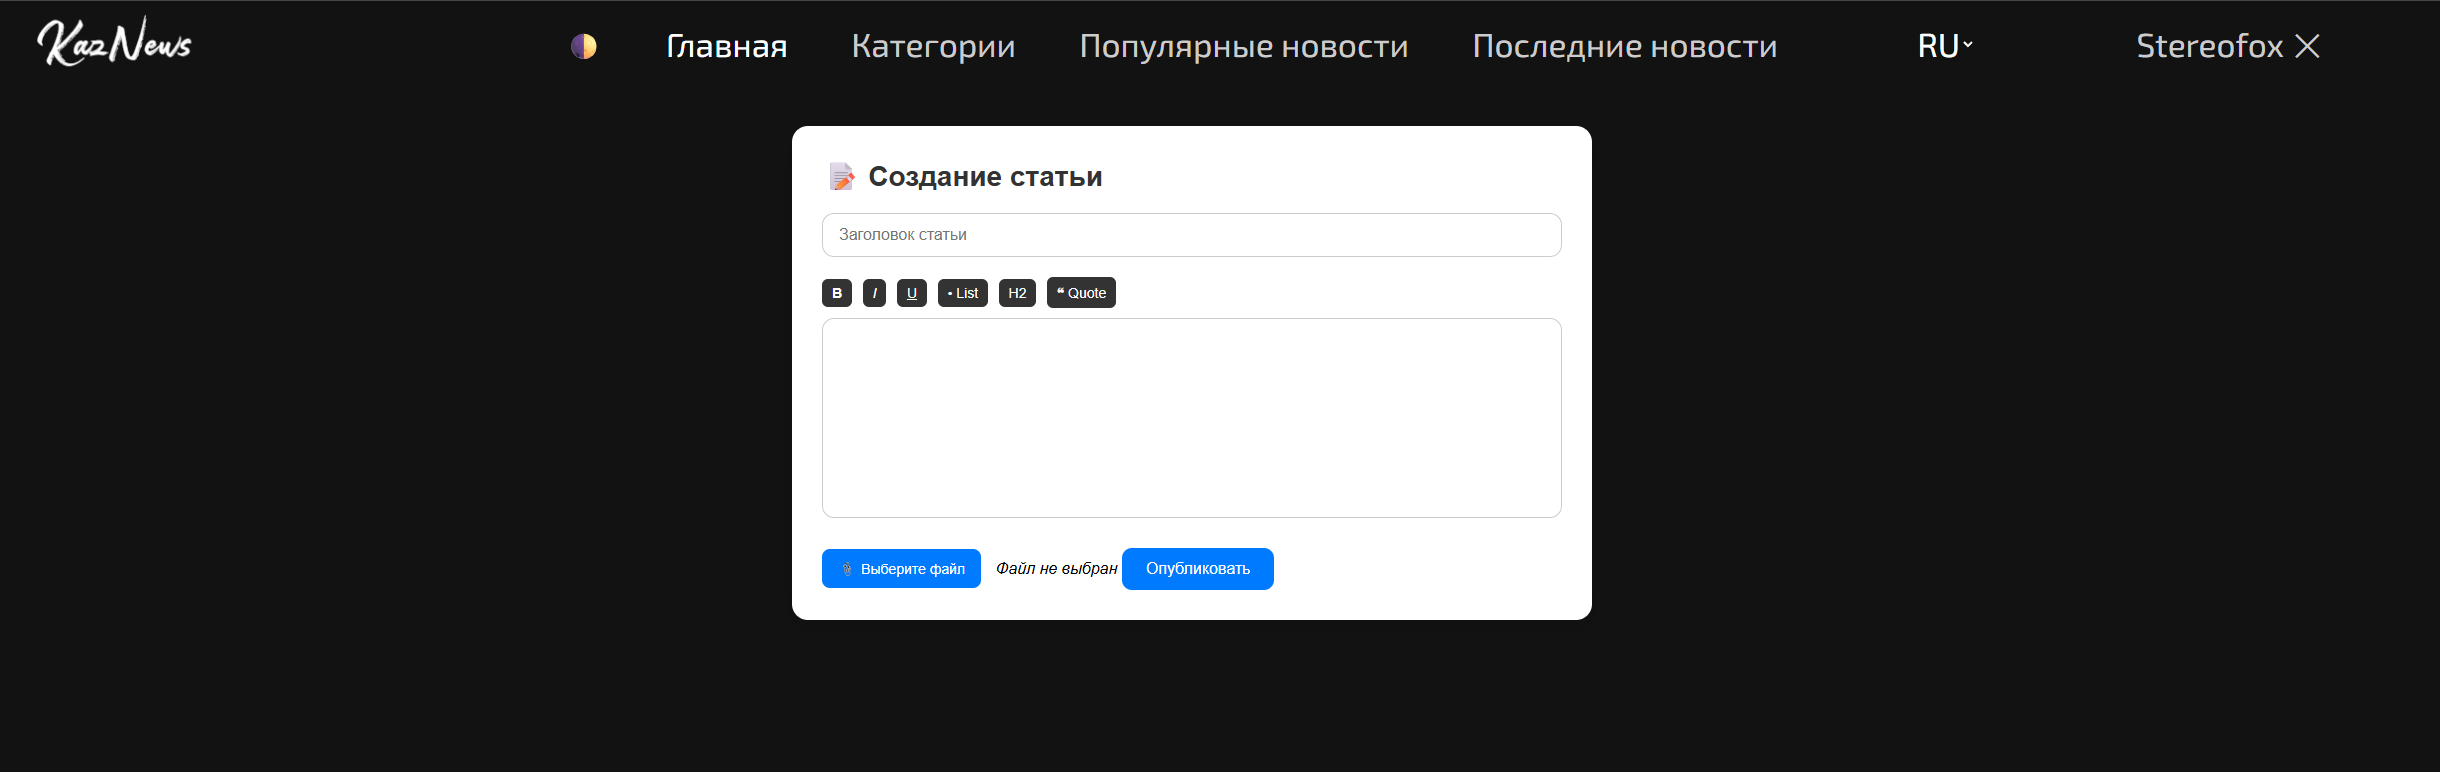 KazNews Главная Категории Популярные новости Последние новости RU Stereofox
Создание статьи
Заголовок статьи
B I U • List H2 ❝ Quote
Выберите файл Файл не выбран Опубликовать